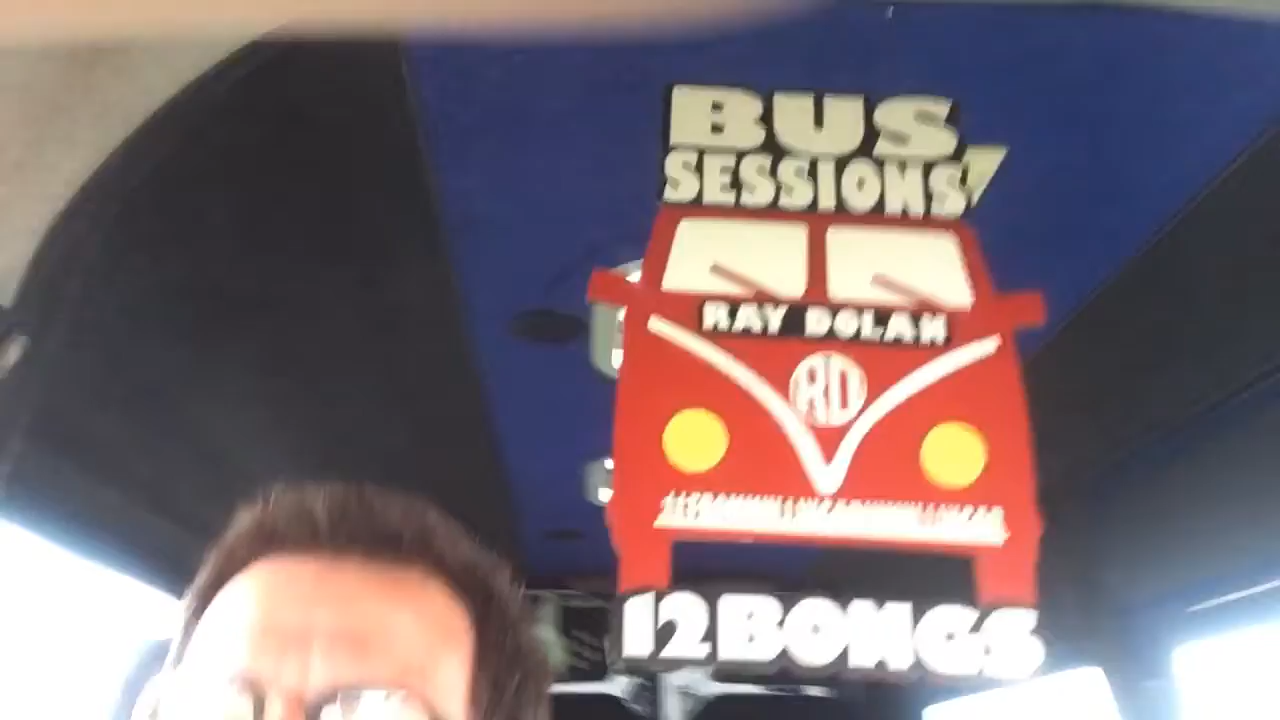 BUS
SESSIONS
RAY DOLAN
RD
12 BONGS